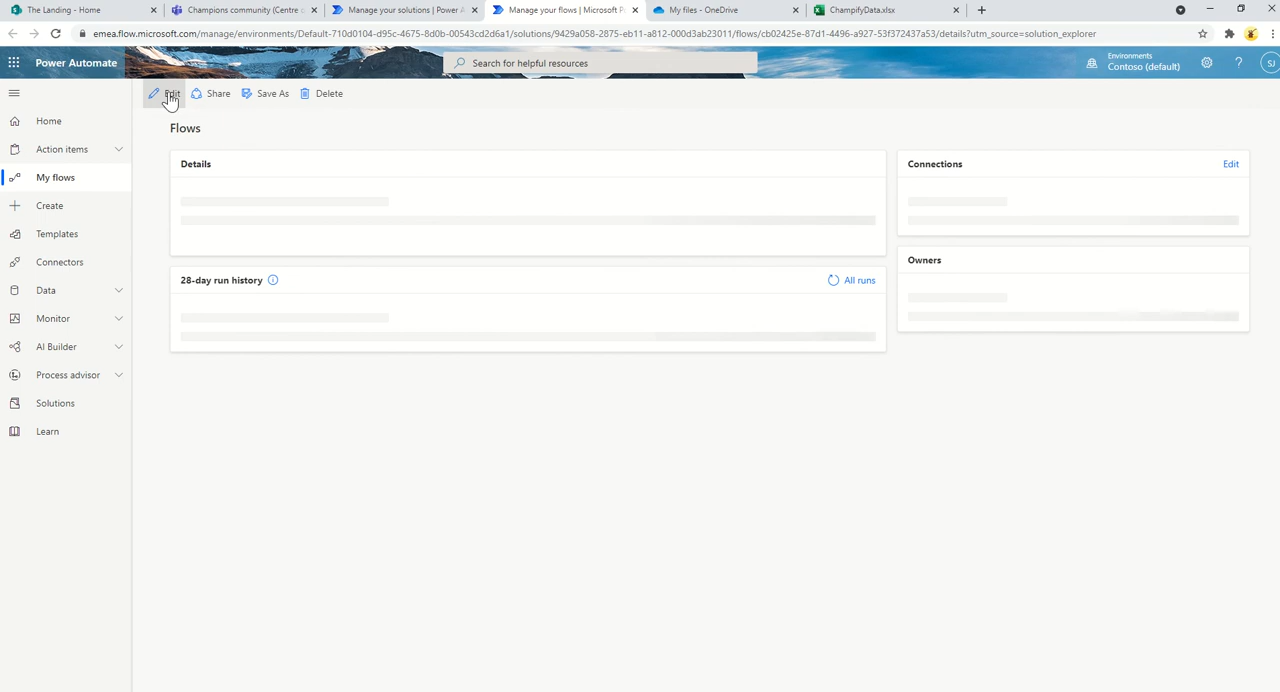 The Landing - Home
Champions community (Centre o
Manage your solutions | Power A
Manage your flows | Microsoft P
My files - OneDrive
ChampifyData.xlsx
emea.flow.microsoft.com/manage/environments/Default-710d0104-d95c-4675-8d0b-00543cd2d6a1/solutions/9429a058-2875-eb11-a812-000d3ab23011/flows/cb02425e-87d1-4496-a927-53f372437a53/details?utm_source=solution_explorer
Power Automate
Search for helpful resources
Environments
Contoso (default)
?
SJ
Edit
Share
Save As
Delete
Home
Action items
My flows
Create
Templates
Connectors
Data
Monitor
AI Builder
Process advisor
Solutions
Learn
Flows
Details
28-day run history
All runs
Connections
Edit
Owners